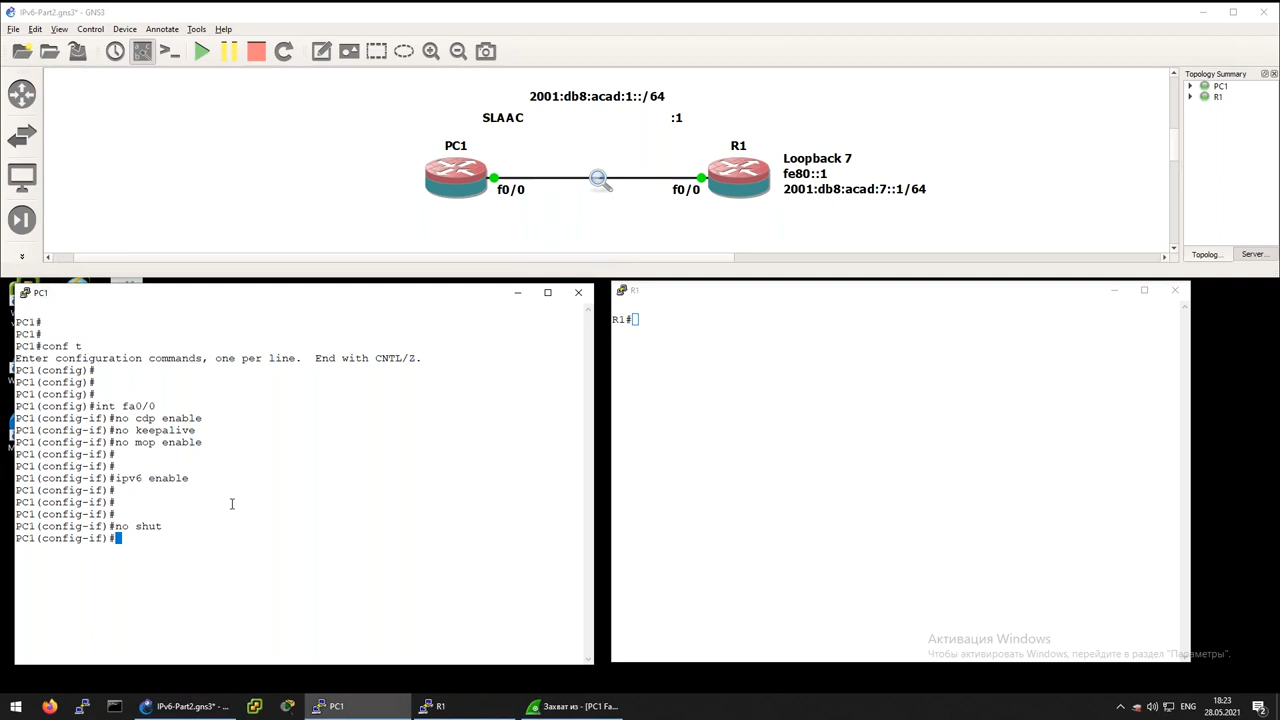 IPv6-Part2.gns3* - GNS3
File Edit View Control Device Annotate Tools Help
Topology Summary
PC1
R1
2001:db8:acad:1::/64
SLAAC :1
PC1 R1
Loopback 7
fe80::1
2001:db8:acad:7::1/64
f0/0 f0/0
Topolog... Server...
PC1
PC1#
PC1#
PC1#conf t
Enter configuration commands, one per line.  End with CNTL/Z.
PC1(config)#
PC1(config)#
PC1(config)#
PC1(config)#int fa0/0
PC1(config-if)#no cdp enable
PC1(config-if)#no keepalive
PC1(config-if)#no mop enable
PC1(config-if)#
PC1(config-if)#
PC1(config-if)#ipv6 enable
PC1(config-if)#
PC1(config-if)#
PC1(config-if)#
PC1(config-if)#no shut
PC1(config-if)#
R1
R1#
Активация Windows
Чтобы активировать Windows, перейдите в раздел "Параметры".
IPv6-Part2.gns3* - ...
PC1
R1
Захват из - [PC1 Fa...
ENG
18:23
28.05.2021
2